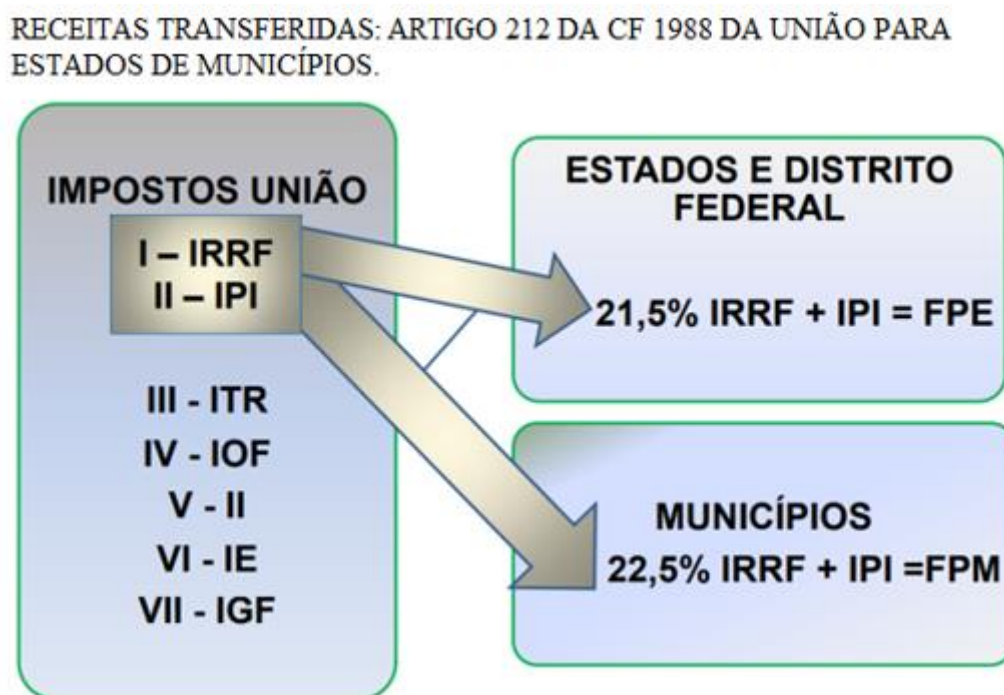 RECEITAS TRANSFERIDAS: ARTIGO 212 DA CF 1988 DA UNIÃO PARA
ESTADOS DE MUNICÍPIOS.
IMPOSTOS UNIÃO
I – IRRF
II – IPI
III - ITR
IV - IOF
V - II
VI - IE
VII - IGF
ESTADOS E DISTRITO
FEDERAL
21,5% IRRF + IPI = FPE
MUNICÍPIOS
22,5% IRRF + IPI =FPM